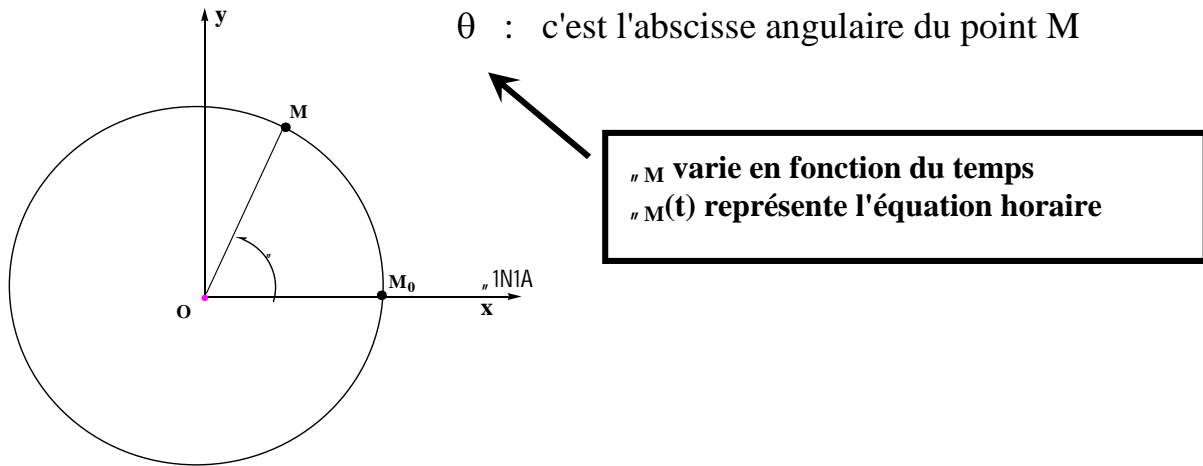 y
θ : c'est l'abscisse angulaire du point M
M
„ M varie en fonction du temps
„ M(t) représente l'équation horaire
„
M₀
„ 1N1A
O
x